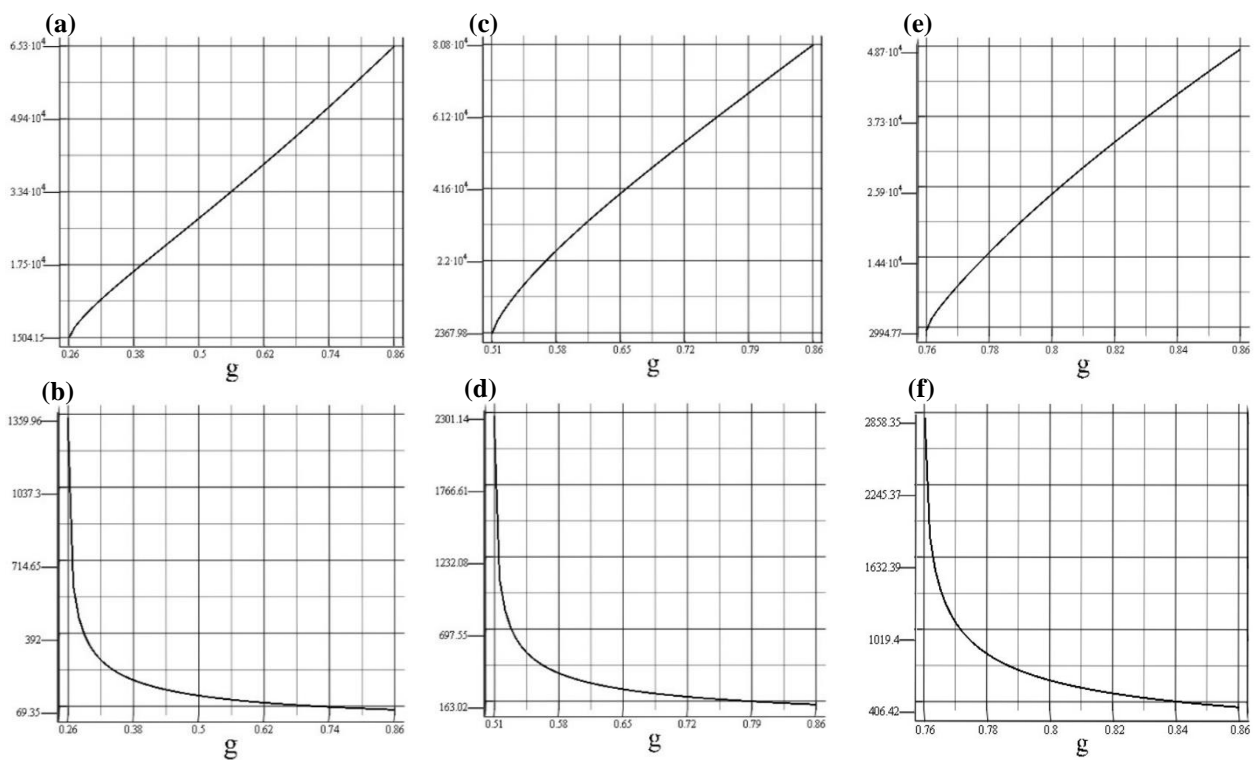 (a)
6.53·10⁴
4.94·10⁴
3.34·10⁴
1.75·10⁴
1504.15
0.26 0.38 0.5 0.62 0.74 0.86
g
(c)
8.08·10⁴
6.12·10⁴
4.16·10⁴
2.2·10⁴
2367.98
0.51 0.58 0.65 0.72 0.79 0.86
g
(e)
4.87·10⁴
3.73·10⁴
2.59·10⁴
1.44·10⁴
2994.77
0.76 0.78 0.8 0.82 0.84 0.86
g
(b)
1359.96
1037.3
714.65
392
69.35
0.26 0.38 0.5 0.62 0.74 0.86
g
(d)
2301.14
1766.61
1232.08
697.55
163.02
0.51 0.58 0.65 0.72 0.79 0.86
g
(f)
2858.35
2245.37
1632.39
1019.4
406.42
0.76 0.78 0.8 0.82 0.84 0.86
g